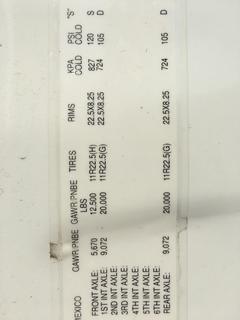 MEXICO GAWR PNBE GAWR PNBE LBS TIRES RIMS KPA COLD PSI COLD "S" "D"
FRONT AXLE: 5,670 12,500 11R22.5(H) 22.5X8.25 827 120 S
1ST INT AXLE: 9,072 20,000 11R22.5(G) 22.5X8.25 724 105 D
2ND INT AXLE:
3RD INT AXLE:
4TH INT AXLE:
5TH INT AXLE:
6TH INT AXLE:
REAR AXLE: 9,072 20,000 11R22.5(G) 22.5X8.25 724 105 D